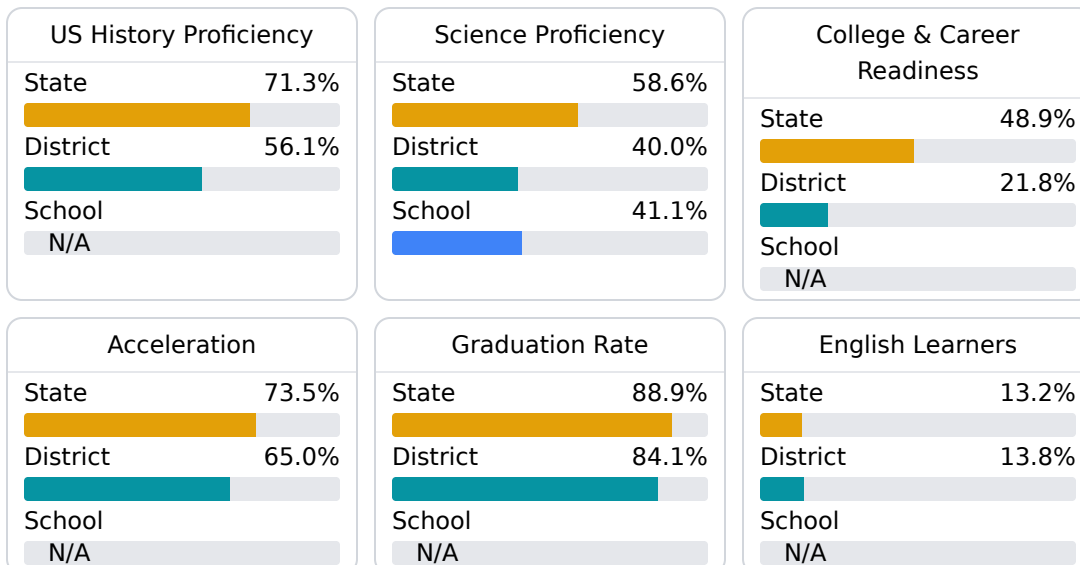 US History Proficiency
State 71.3%
District 56.1%
School
N/A
Science Proficiency
State 58.6%
District 40.0%
School 41.1%
College & Career
Readiness
State 48.9%
District 21.8%
School
N/A
Acceleration
State 73.5%
District 65.0%
School
N/A
Graduation Rate
State 88.9%
District 84.1%
School
N/A
English Learners
State 13.2%
District 13.8%
School
N/A